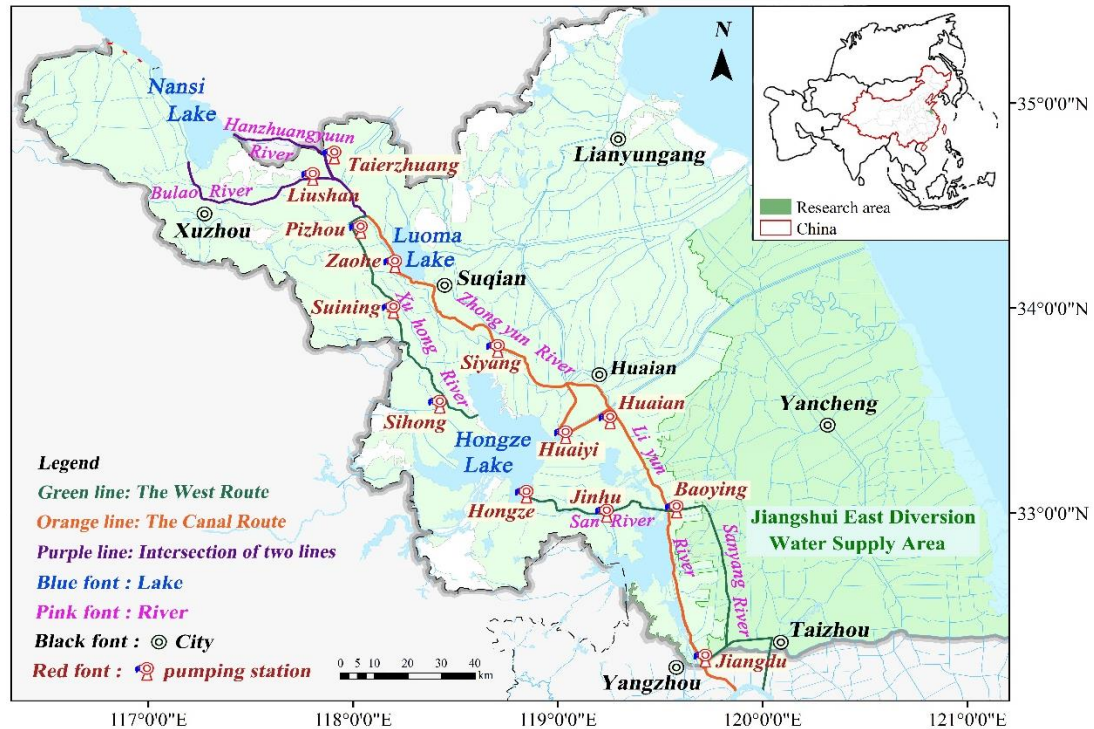 N
35°0'0"N
34°0'0"N
33°0'0"N
117°0'0"E
118°0'0"E
119°0'0"E
120°0'0"E
121°0'0"E
Research area
China
Nansi
Lake
Hanzhuangyuun
River
Taierzhuang
Lianyungang
Liushan
Bulao River
Xuzhou
Pizhou
Luoma
Lake
Zaohe
Suqian
Suining
Xu hong
River
Zhong yun River
Siyang
Huaian
Huaian
Yancheng
Sihong
Huaiyi
Li yun
River
Hongze
Lake
Hongze
Jinhu
San River
Baoying
Jiangshui East Diversion
Water Supply Area
Sanyang River
Taizhou
Jiangdu
Yangzhou
Legend
Green line: The West Route
Orange line: The Canal Route
Purple line: Intersection of two lines
Blue font : Lake
Pink font : River
Black font : City
Red font : pumping station
0 5 10 20 30 40
km